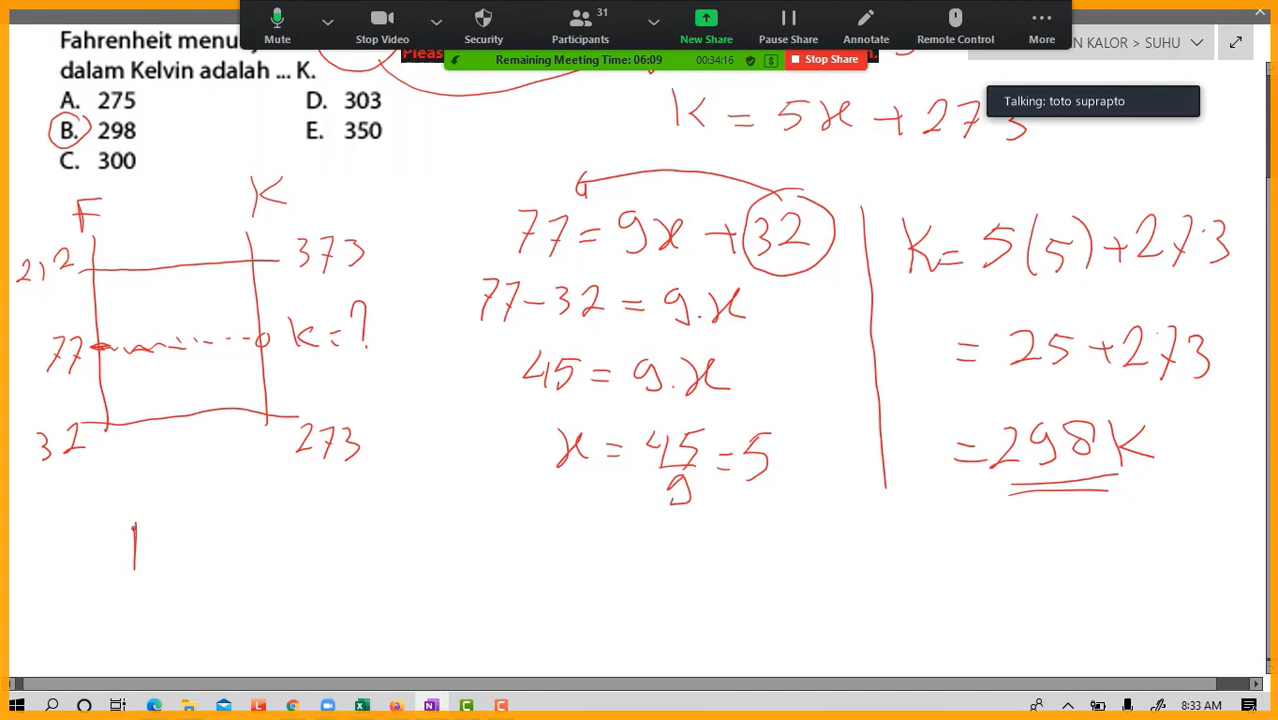 Mute
Stop Video
Security
31
Participants
New Share
Pause Share
Annotate
Remote Control
More
Remaining Meeting Time: 06:09
00:34:16
Stop Share
N KALOR > SUHU
Talking: toto suprapto
Fahrenheit menu
dalam Kelvin adalah ... K.
A. 275
D. 303
B. 298
E. 350
C. 300
K = 5x + 273
F
K
212
373
77
K = ?
32
273
77 = 9x + 32
77 - 32 = 9.x
45 = 9.x
x = 45/9 = 5
K = 5(5) + 273
= 25 + 273
= 298 K
8:33 AM